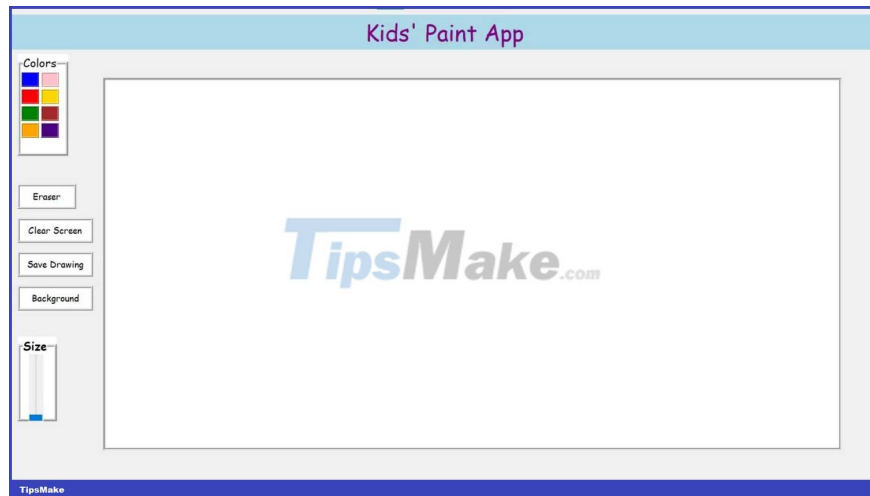 Kids' Paint App
Colors
Eraser
Clear Screen
Save Drawing
Background
Size
TipsMake.com
TipsMake